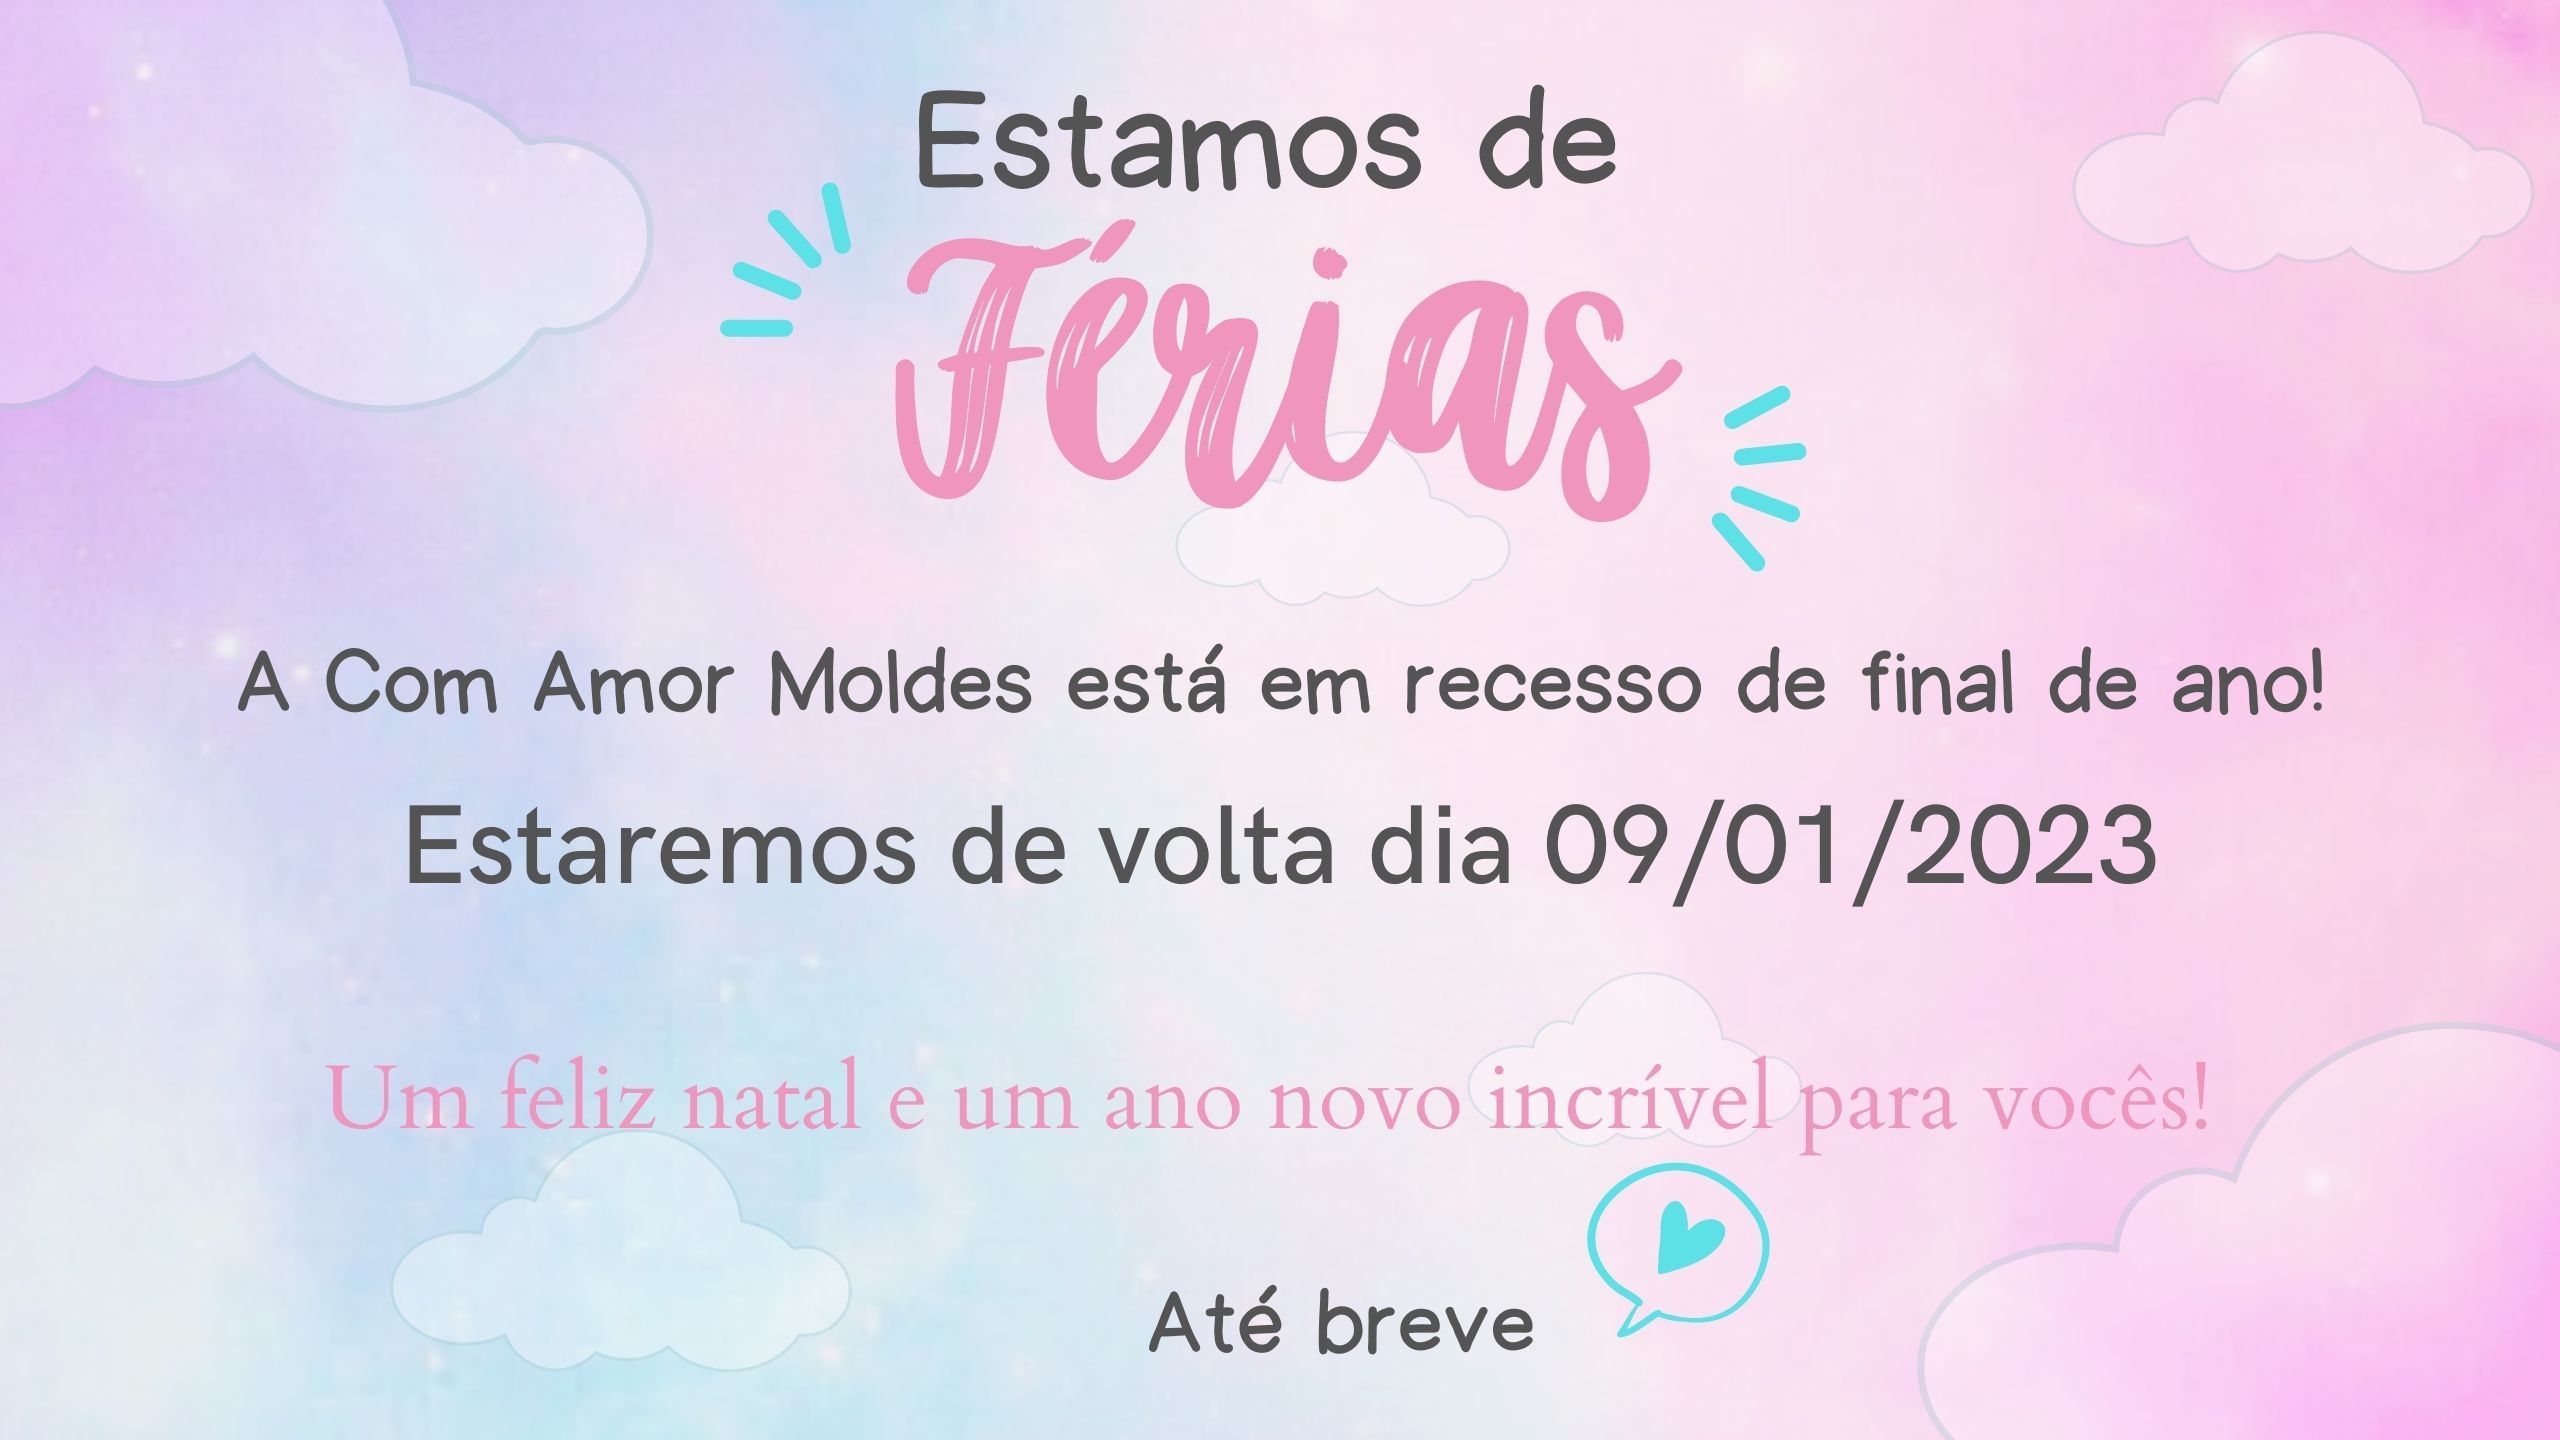 Estamos de
Férias
A Com Amor Moldes está em recesso de final de ano!
Estaremos de volta dia 09/01/2023
Um feliz natal e um ano novo incrível para vocês!
Até breve